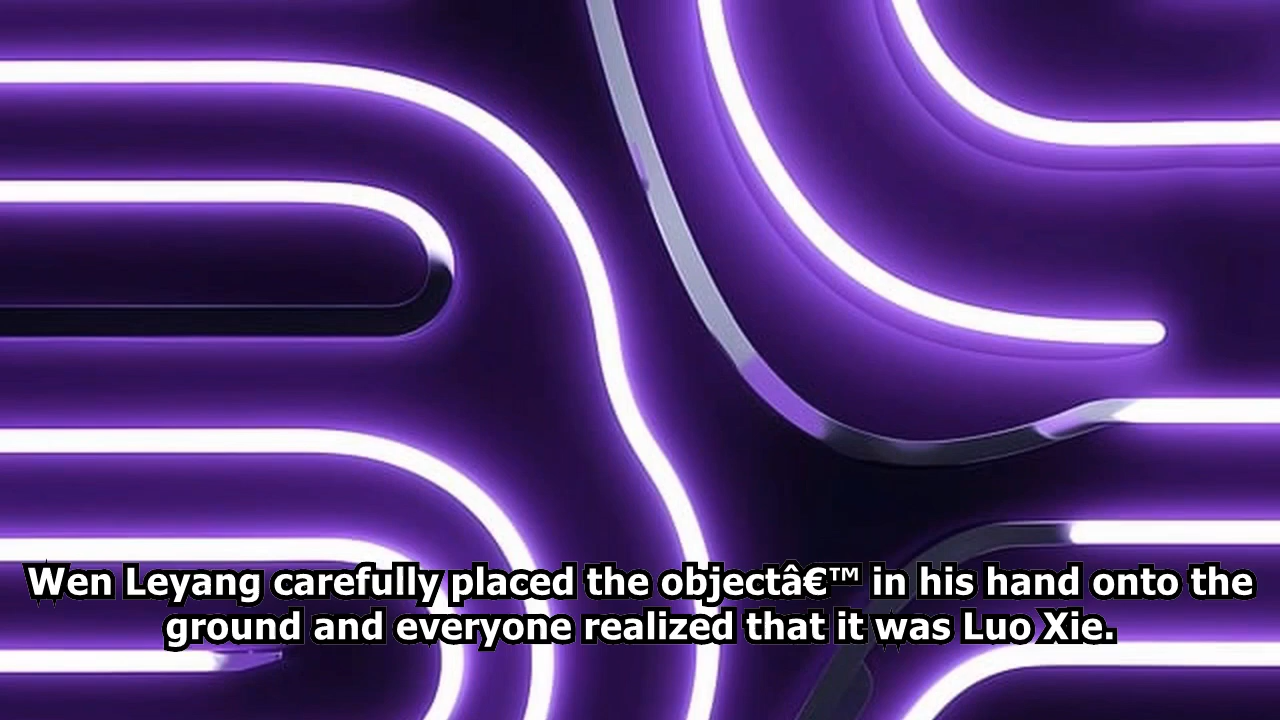 Wen Leyang carefully placed the objectâ€™ in his hand onto the
ground and everyone realized that it was Luo Xie.